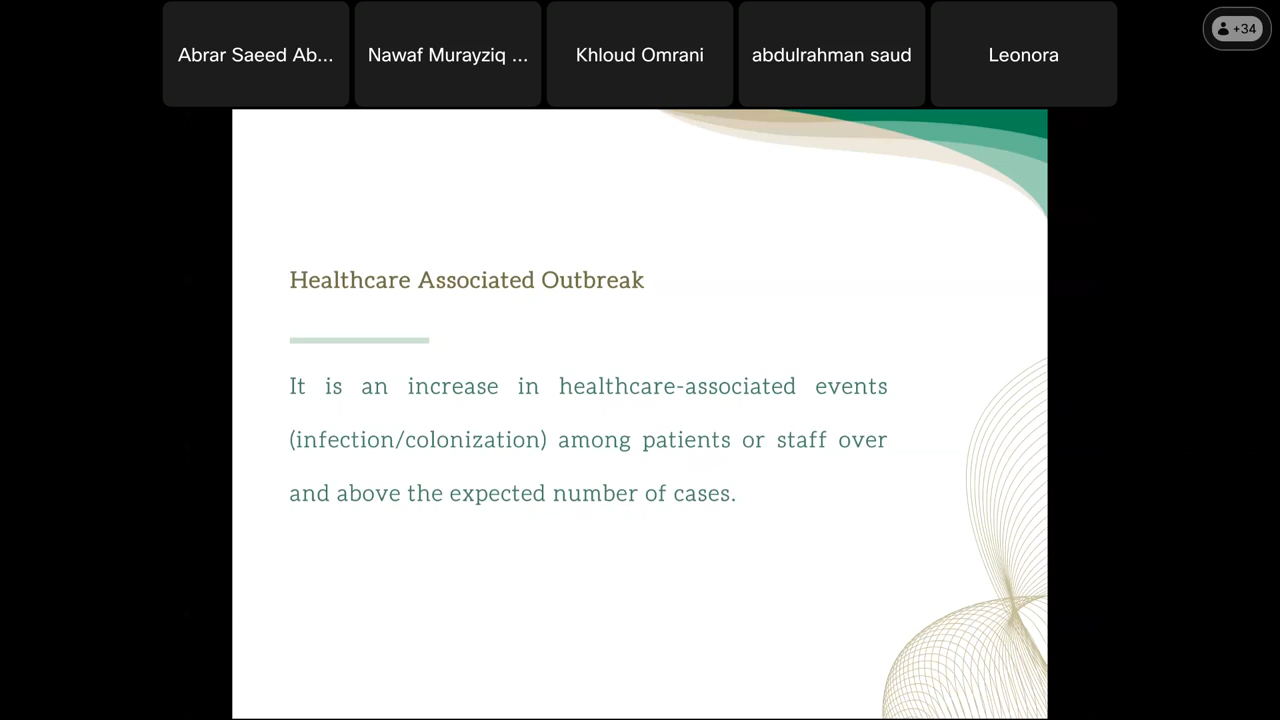 Abrar Saeed Ab...
Nawaf Murayziq ...
Khloud Omrani
abdulrahman saud
Leonora
+34
Healthcare Associated Outbreak
It is an increase in healthcare-associated events
(infection/colonization) among patients or staff over
and above the expected number of cases.